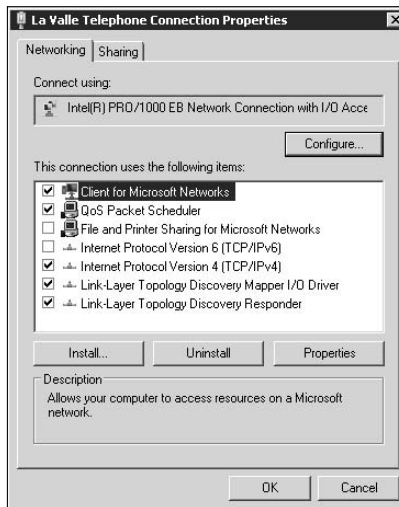 La Valle Telephone Connection Properties
Networking Sharing
Connect using:
Intel(R) PRO/1000 EB Network Connection with I/O Acce
Configure...
This connection uses the following items:
Client for Microsoft Networks
QoS Packet Scheduler
File and Printer Sharing for Microsoft Networks
Internet Protocol Version 6 (TCP/IPv6)
Internet Protocol Version 4 (TCP/IPv4)
Link-Layer Topology Discovery Mapper I/O Driver
Link-Layer Topology Discovery Responder
Install... Uninstall Properties
Description
Allows your computer to access resources on a Microsoft
network.
OK Cancel